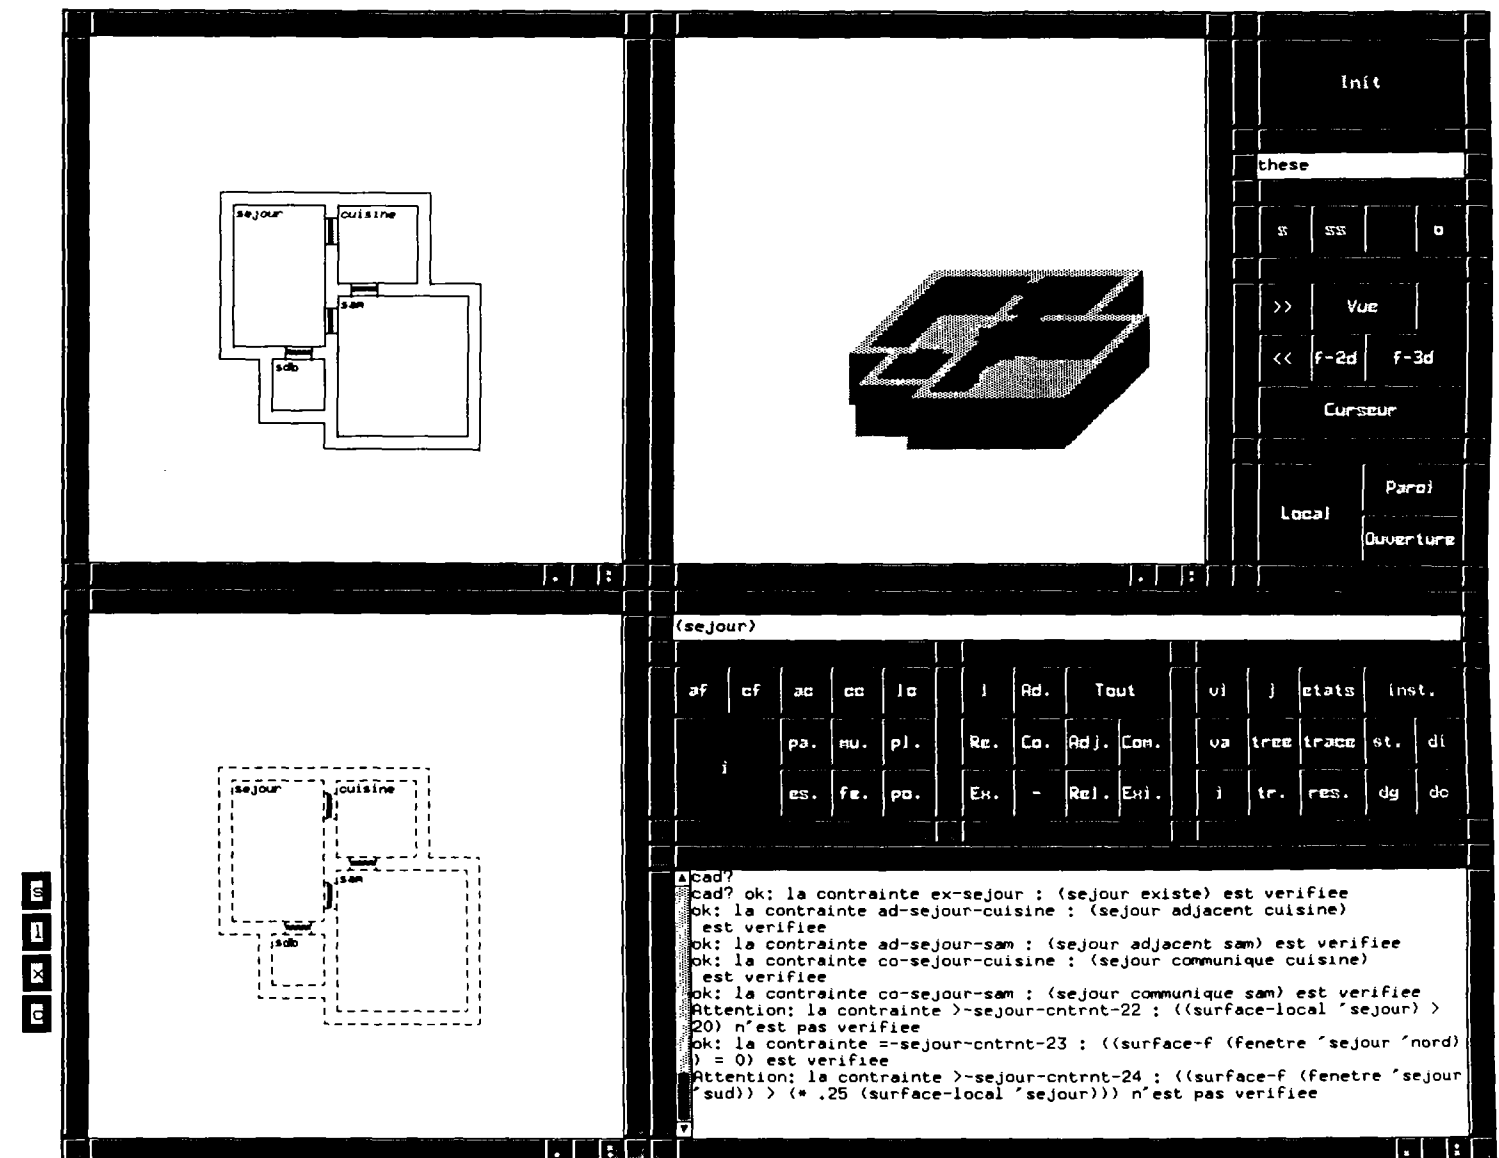 sejour
cuisine
sam
sdb
Init
these
s ss o
>> Vue
<< f-2d f-3d
Curseur
Local
Paroi
Ouverture
sejour
cuisine
sam
sdb
(sejour)
af cf ac cc lo
pa. mu. pl.
i
es. fe. po.
l Ad. Tout
Re. Co. Adj. Com.
Ex. - Rel. Exi.
vl j etats inst.
va tree trace st. di
i tr. res. dg dc
s
l
x
cad?
cad? ok: la contrainte ex-sejour : (sejour existe) est verifiee
ok: la contrainte ad-sejour-cuisine : (sejour adjacent cuisine)
est verifiee
ok: la contrainte ad-sejour-sam : (sejour adjacent sam) est verifiee
ok: la contrainte co-sejour-cuisine : (sejour communique cuisine)
est verifiee
ok: la contrainte co-sejour-sam : (sejour communique sam) est verifiee
Attention: la contrainte >-sejour-cntrnt-22 : ((surface-local 'sejour) >
20) n'est pas verifiee
ok: la contrainte =-sejour-cntrnt-23 : ((surface-f (fenetre 'sejour 'nord)
) = 0) est verifiee
Attention: la contrainte >-sejour-cntrnt-24 : ((surface-f (fenetre 'sejour
'sud)) > (* .25 (surface-local 'sejour))) n'est pas verifiee